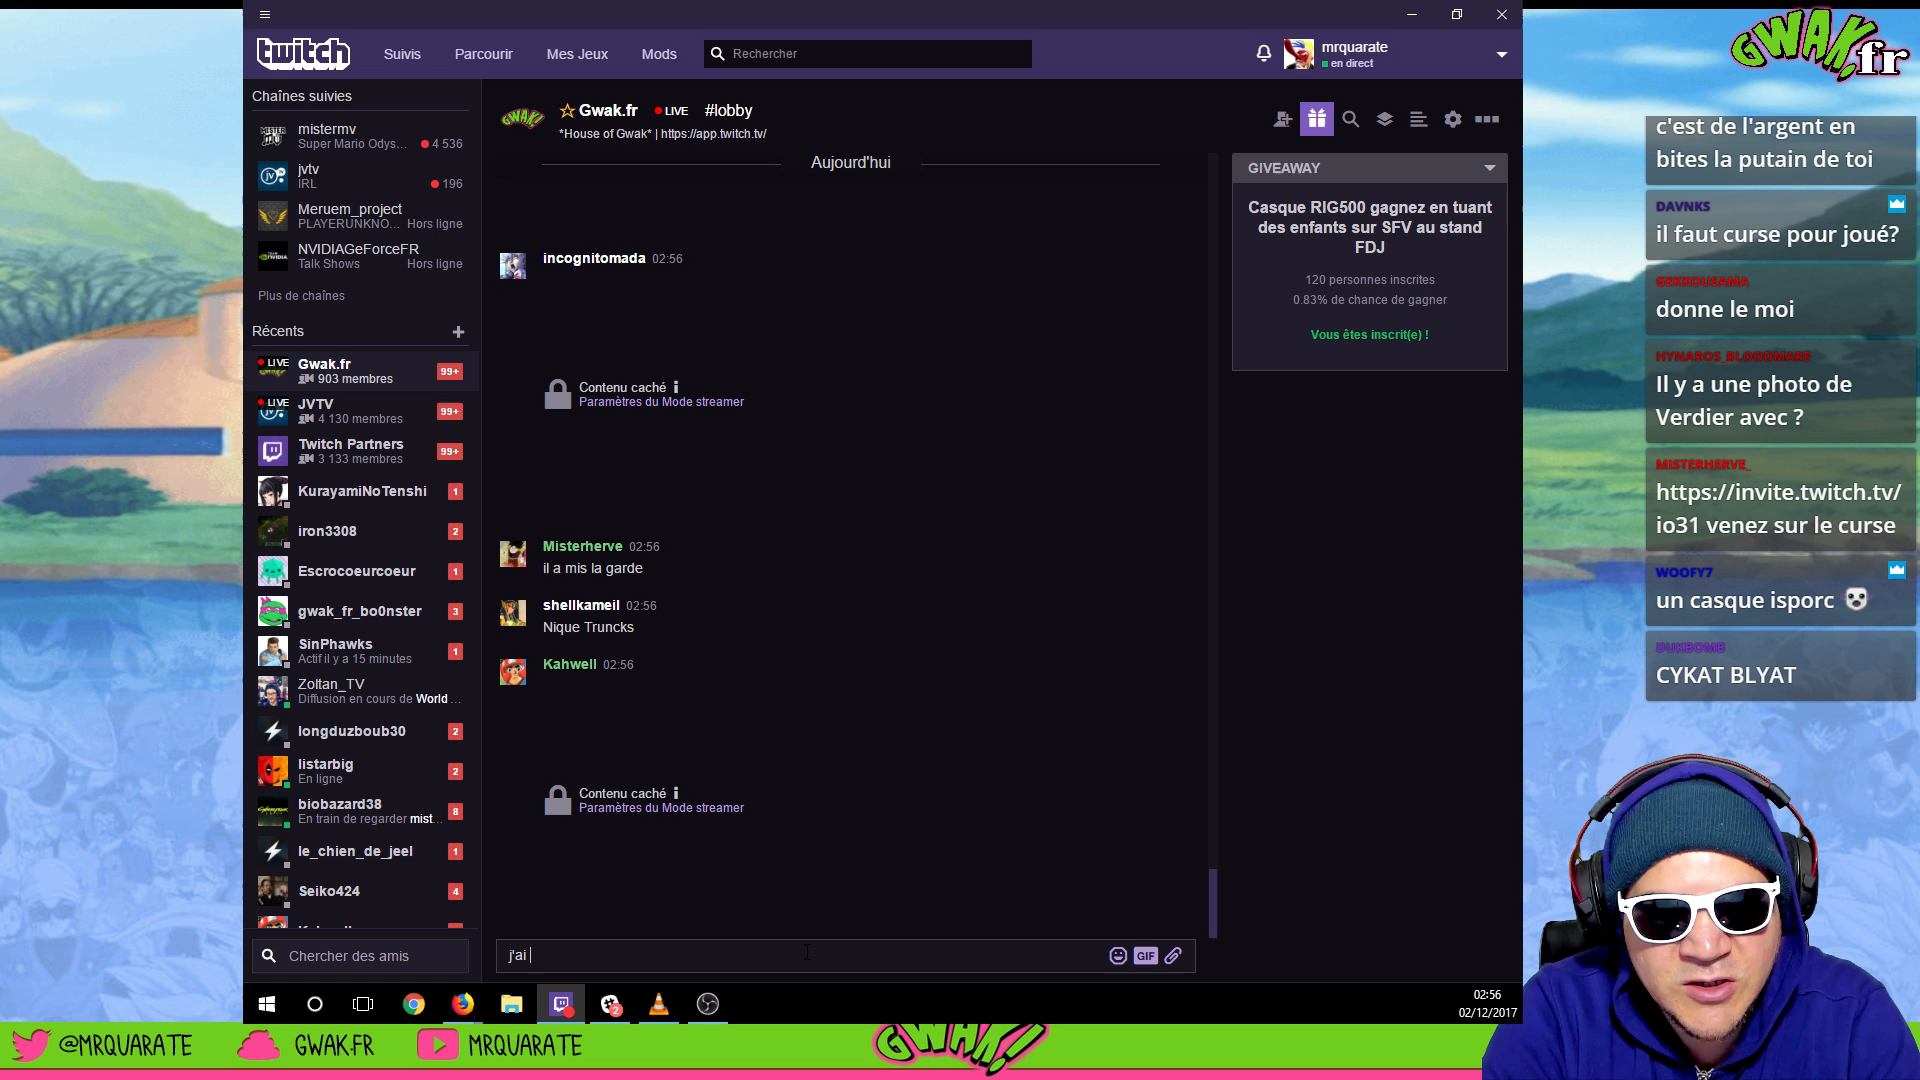 twitch
Suivis
Parcourir
Mes Jeux
Mods
Rechercher
mrquarate
en direct
GWAK!.fr
Chaînes suivies
mistermv
Super Mario Odys...
4 536
jvtv
IRL
196
Meruem_project
PLAYERUNKNO...
Hors ligne
NVIDIAGeForceFR
Talk Shows
Hors ligne
Plus de chaînes
Récents
LIVE
Gwak.fr
903 membres
99+
LIVE
JVTV
4 130 membres
99+
Twitch Partners
3 133 membres
99+
KurayamiNoTenshi
1
iron3308
2
Escrocoeurcoeur
1
gwak_fr_bo0nster
3
SinPhawks
Actif il y a 15 minutes
1
Zoltan_TV
Diffusion en cours de World ...
longduzboub30
2
listarbig
En ligne
2
biobazard38
En train de regarder mist...
8
le_chien_de_jeel
1
Seiko424
4
Chercher des amis
GWAK!
Gwak.fr
LIVE
#lobby
*House of Gwak* | https://app.twitch.tv/
Aujourd'hui
incognitomada 02:56
Contenu caché
Paramètres du Mode streamer
Misterherve 02:56
il a mis la garde
shellkameil 02:56
Nique Truncks
Kahwell 02:56
Contenu caché
Paramètres du Mode streamer
j'ai
GIF
GIVEAWAY
Casque RIG500 gagnez en tuant
des enfants sur SFV au stand
FDJ
120 personnes inscrites
0.83% de chance de gagner
Vous êtes inscrit(e) !
c'est de l'argent en
bites la putain de toi
DAVNKS
il faut curse pour joué?
GEKKOUSAMA
donne le moi
HYNAROS_BLOODMARE
Il y a une photo de
Verdier avec ?
MISTERHERVE_
https://invite.twitch.tv/
io31 venez sur le curse
WOOFY7
un casque isporc
DUKBOMB
CYKAT BLYAT
2
02:56
02/12/2017
@MRQUARATE
GWAK.FR
MRQUARATE
GWAK!